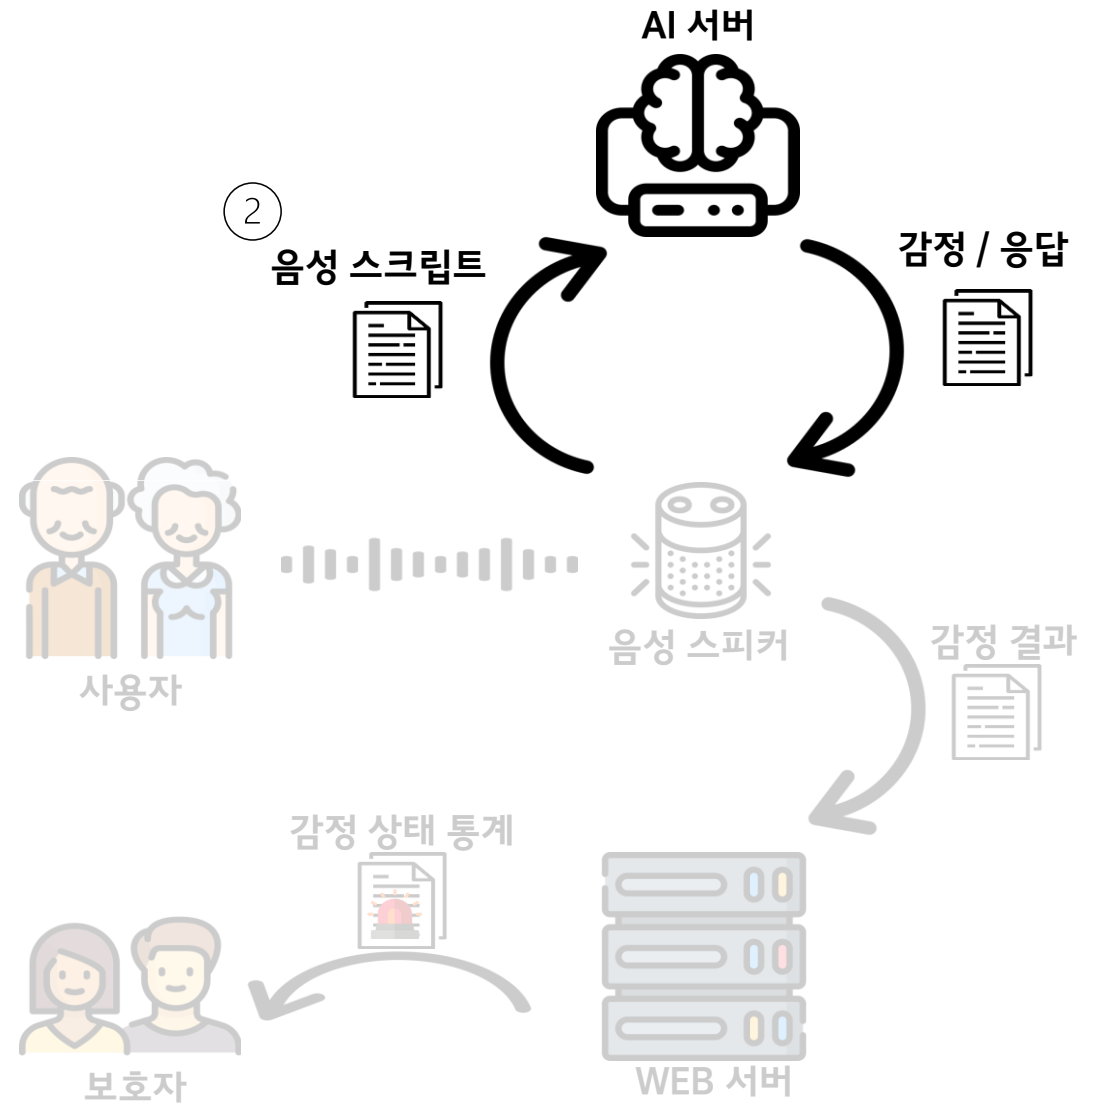 AI 서버
2
음성 스크립트
감정 / 응답
사용자
음성 스피커
감정 결과
감정 상태 통계
보호자
WEB 서버